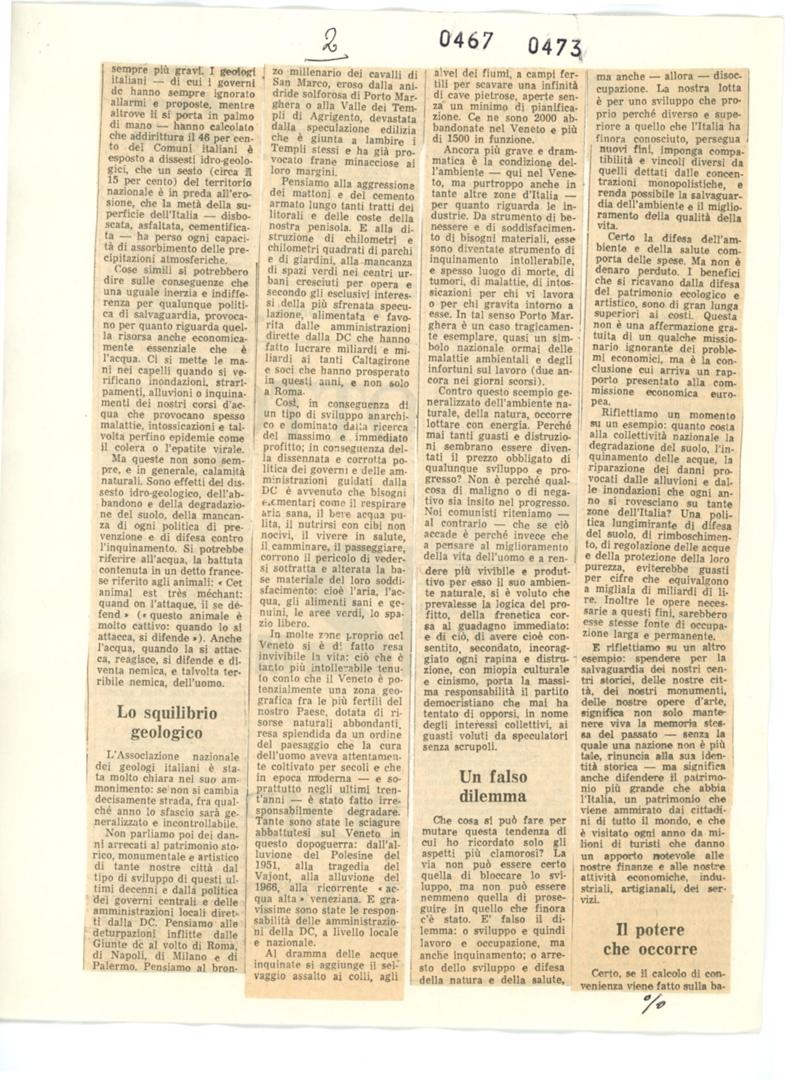 2
0467 0473
sempre più gravi. I geologi
italiani — di cui i governi
dc hanno sempre ignorato
allarmi e proposte, mentre
altrove li si porta in palmo
di mano — hanno calcolato
che addirittura il 46 per cen-
to dei Comuni italiani è
esposto a dissesti idro-geolo-
gici, che un sesto (circa il
15 per cento) del territorio
nazionale è in preda all'ero-
sione, che la metà della su-
perficie dell'Italia — disbo-
scata, asfaltata, cementifica-
ta — ha perso ogni capaci-
tà di assorbimento delle pre-
cipitazioni atmosferiche.
Cose simili si potrebbero
dire sulle conseguenze che
una uguale inerzia e indiffe-
renza per qualunque politi-
ca di salvaguardia, provoca-
no per quanto riguarda quel-
la risorsa anche economica-
mente essenziale che è
l'acqua. Ci si mette le ma-
ni nei capelli quando si ve-
rificano inondazioni, strari-
pamenti, alluvioni o inquina-
menti dei nostri corsi d'ac-
qua che provocano spesso
malattie, intossicazioni e tal-
volta perfino epidemie come
il colera o l'epatite virale.
Ma queste non sono sem-
pre, e in generale, calamità
naturali. Sono effetti del dis-
sesto idro-geologico, dell'ab-
bandono e della degradazio-
ne del suolo, della mancan-
za di ogni politica di pre-
venzione e di difesa contro
l'inquinamento. Si potrebbe
riferire all'acqua, la battuta
contenuta in un detto france-
se riferito agli animali: « Cet
animal est très méchant:
quand on l'attaque, il se dé-
fend » (« questo animale è
molto cattivo: quando lo si
attacca, si difende »). Anche
l'acqua, quando la si attac-
ca, reagisce, si difende e di-
venta nemica, e talvolta ter-
ribile nemica, dell'uomo.
Lo squilibrio
geologico
L'Associazione nazionale
dei geologi italiani è sta-
ta molto chiara nel suo am-
monimento: se non si cambia
decisamente strada, fra qual-
ché anno lo sfascio sarà ge-
neralizzato e incontrollabile.
Non parliamo poi dei dan-
ni arrecati al patrimonio sto-
rico, monumentale e artistico
di tante nostre città dal
tipo di sviluppo di questi ul-
timi decenni e dalla politica
dei governi centrali e delle
amministrazioni locali diret-
ti dalla DC. Pensiamo alle
deturpazioni inflitte dalle
Giunte dc al volto di Roma,
di Napoli, di Milano e di
Palermo. Pensiamo al bron-
zo millenario dei cavalli di
San Marco, eroso dalla ani-
dride solforosa di Porto Mar-
ghera o alla Valle dei Tem-
pli di Agrigento, devastata
dalla speculazione edilizia
che è giunta a lambire i
Templi stessi e ha già pro-
vocato frane minacciose ai
loro margini.
Pensiamo alla aggressione
dei mattoni e del cemento
armato lungo tanti tratti dei
litorali e delle coste della
nostra penisola. E alla di-
struzione di chilometri e
chilometri quadrati di parchi
e di giardini, alla mancanza
di spazi verdi nei centri ur-
bani cresciuti per opera e
secondo gli esclusivi interes-
si della più sfrenata specu-
lazione, alimentata e favo-
rita dalle amministrazioni
dirette dalla DC che hanno
fatto lucrare miliardi e mi-
liardi ai tanti Caltagirone
e soci che hanno prosperato
in questi anni, e non solo
a Roma.
Così, in conseguenza di
un tipo di sviluppo anarchi-
co e dominato dalla ricerca
del massimo e immediato
profitto; in conseguenza del-
la dissennata e corrotta po-
litica dei governi e delle am-
ministrazioni guidati dalla
DC è avvenuto che bisogni
elementari come il respirare
aria sana, il bere acqua pu-
lita, il nutrirsi con cibi non
nocivi, il vivere in salute,
il camminare, il passeggiare,
corrono il pericolo di veder-
si sottratta e alterata la ba-
se materiale del loro soddi-
sfacimento: cioè l'aria, l'ac-
qua, gli alimenti sani e ge-
nuini, le aree verdi, lo spa-
zio libero.
In molte zone proprio del
Veneto si è di fatto resa
invivibile la vita: ciò che è
tanto più intollerabile tenu-
to conto che il Veneto è po-
tenzialmente una zona geo-
grafica fra le più fertili del
nostro Paese, dotata di ri-
sorse naturali abbondanti,
resa splendida da un ordine
del paesaggio che la cura
dell'uomo aveva attentamen-
te coltivato per secoli e che
in epoca moderna — e so-
prattutto negli ultimi tren-
t'anni — è stato fatto irre-
sponsabilmente degradare.
Tante sono state le sciagure
abbattutesi sul Veneto in
questo dopoguerra: dall'al-
luvione del Polesine del
1951, alla tragedia del
Vajont, alla alluvione del
1966, alla ricorrente « ac-
qua alta » veneziana. E gra-
vissime sono state le respon-
sabilità delle amministrazio-
ni della DC, a livello locale
e nazionale.
Al dramma delle acque
inquinate si aggiunge il sel-
vaggio assalto ai colli, agli
alvei dei fiumi, a campi fer-
tili per scavare una infinità
di cave pietrose, aperte sen-
za un minimo di pianifica-
zione. Ce ne sono 2000 ab-
bandonate nel Veneto e più
di 1500 in funzione.
Ancora più grave e dram-
matica è la condizione del-
l'ambiente — qui nel Vene-
to, ma purtroppo anche in
tante altre zone d'Italia —
per quanto riguarda le in-
dustrie. Da strumento di be-
nessere e di soddisfacimen-
to di bisogni materiali, esse
sono diventate strumento di
inquinamento intollerabile,
e spesso luogo di morte, di
tumori, di malattie, di intos-
sicazioni per chi vi lavora
o per chi gravita intorno a
esse. In tal senso Porto Mar-
ghera è un caso tragicamen-
te esemplare, quasi un sim-
bolo nazionale ormai delle
malattie ambientali e degli
infortuni sul lavoro (due an-
cora nei giorni scorsi).
Contro questo scempio ge-
neralizzato dell'ambiente na-
turale, della natura, occorre
lottare con energia. Perché
mai tanti guasti e distruzio-
ni sembrano essere diven-
tati il prezzo obbligato di
qualunque sviluppo e pro-
gresso? Non è perché qual-
cosa di maligno o di nega-
tivo sia insito nel progresso.
Noi comunisti riteniamo —
al contrario — che se ciò
accade è perché invece che
a pensare al miglioramento
della vita dell'uomo e a ren-
dere più vivibile e produt-
tivo per esso il suo ambien-
te naturale, si è voluto che
prevalesse la logica del pro-
fitto, della frenetica cor-
sa al guadagno immediato:
e di ciò, di avere cioè con-
sentito, secondato, incorag-
giato ogni rapina e distru-
zione, con miopia culturale
e cinismo, porta la massi-
ma responsabilità il partito
democristiano che mai ha
tentato di opporsi, in nome
degli interessi collettivi, ai
guasti voluti da speculatori
senza scrupoli.
Un falso
dilemma
Che cosa si può fare per
mutare questa tendenza di
cui ho ricordato solo gli
aspetti più clamorosi? La
via non può essere certo
quella di bloccare lo svi-
luppo, ma non può essere
nemmeno quella di prose-
guire in quello che finora
c'è stato. E' falso il di-
lemma: o sviluppo e quindi
lavoro e occupazione, ma
anche inquinamento; o arre-
sto dello sviluppo e difesa
della natura e della salute,
ma anche — allora — disoc-
cupazione. La nostra lotta
è per uno sviluppo che pro-
prio perché diverso e supe-
riore a quello che l'Italia ha
finora conosciuto, persegua
nuovi fini, imponga compa-
tibilità e vincoli diversi da
quelli dettati dalle concen-
trazioni monopolistiche, e
renda possibile la salvaguar-
dia dell'ambiente e il miglio-
ramento della qualità della
vita.
Certo la difesa dell'am-
biente e della salute com-
porta delle spese. Ma non è
denaro perduto. I benefici
che si ricavano dalla difesa
del patrimonio ecologico e
artistico, sono di gran lunga
superiori ai costi. Questa
non è una affermazione gra-
tuita di un qualche missio-
nario ignorante dei proble-
mi economici, ma è la con-
clusione cui arriva un rap-
porto presentato alla com-
missione economica euro-
pea.
Riflettiamo un momento
su un esempio: quanto costa
alla collettività nazionale la
degradazione del suolo, l'in-
quinamento delle acque, la
riparazione dei danni pro-
vocati dalle alluvioni e dal-
le inondazioni che ogni an-
no si rovesciano su tante
zone dell'Italia? Una poli-
tica lungimirante di difesa
del suolo, di rimboschimen-
to, di regolazione delle acque
e della protezione della loro
purezza, eviterebbe guasti
per cifre che equivalgono
a migliaia di miliardi di li-
re. Inoltre le opere neces-
sarie a questi fini, sarebbero
esse stesse fonte di occupa-
zione larga e permanente.
E riflettiamo su un altro
esempio: spendere per la
salvaguardia dei nostri cen-
tri storici, delle nostre cit-
tà, dei nostri monumenti,
delle nostre opere d'arte,
significa non solo mante-
nere viva la memoria stes-
sa del passato — senza la
quale una nazione non è più
tale, rinuncia alla sua iden-
tità storica — ma significa
anche difendere il patrimo-
nio più grande che abbia
l'Italia, un patrimonio che
viene ammirato dai cittadi-
ni di tutto il mondo, e che
è visitato ogni anno da mi-
lioni di turisti che danno
un apporto notevole alle
nostre finanze e alle nostre
attività economiche, indu-
striali, artigianali, dei ser-
vizi.
Il potere
che occorre
Certo, se il calcolo di con-
venienza viene fatto sulla ba-
%